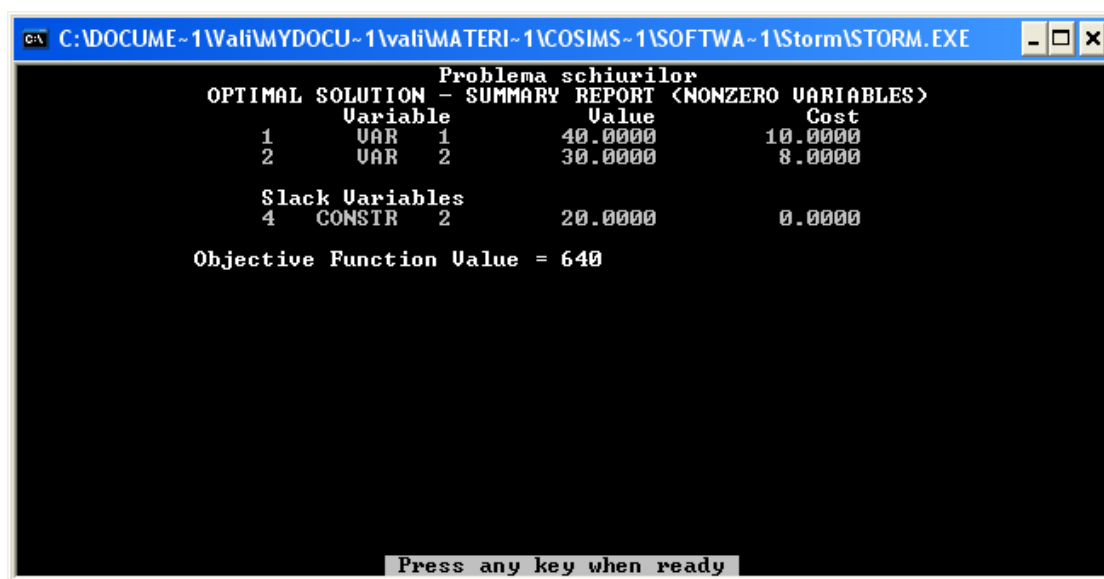 C:\DOCUME~1\Vali\MYDOCU~1\vali\MATERI~1\COSIMS~1\SOFTWA~1\Storm\STORM.EXE
Problema schiurilor
OPTIMAL SOLUTION - SUMMARY REPORT (NONZERO VARIABLES)
Variable Value Cost
1 VAR 1 40.0000 10.0000
2 VAR 2 30.0000 8.0000
Slack Variables
4 CONSTR 2 20.0000 0.0000
Objective Function Value = 640
Press any key when ready